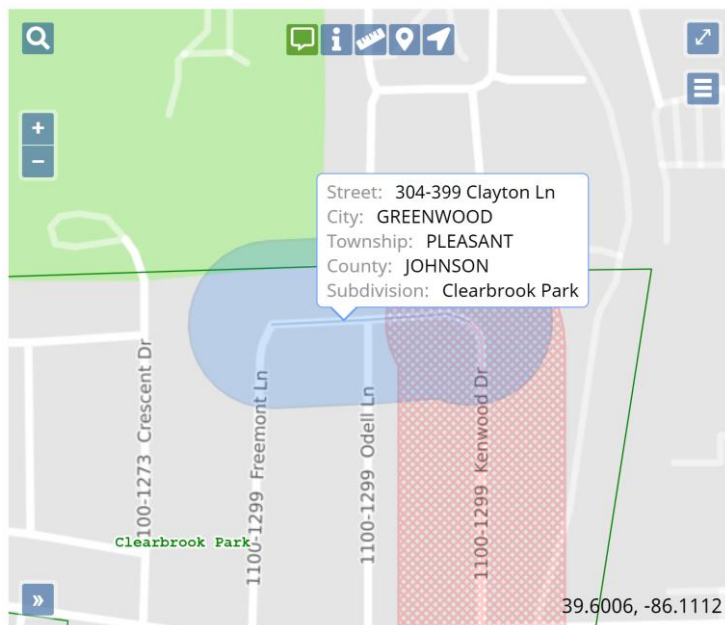 +
−
Street: 304-399 Clayton Ln
City: GREENWOOD
Township: PLEASANT
County: JOHNSON
Subdivision: Clearbrook Park
100-1273 Crescent Dr
1100-1299 Freemont Ln
1100-1299 Odell Ln
1100-1299 Kenwood Dr
Clearbrook Park
»
39.6006, -86.1112